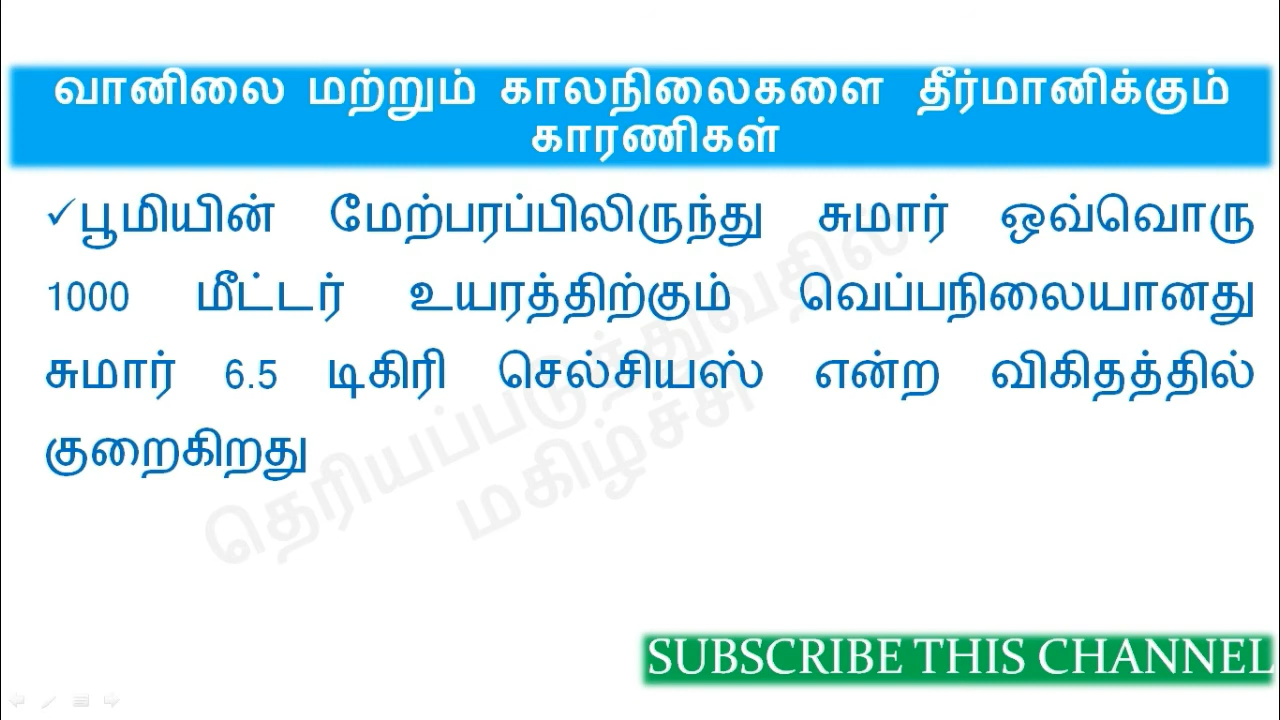 வானிலை மற்றும் காலநிலைகளை தீர்மானிக்கும்
காரணிகள்
✓பூமியின் மேற்பரப்பிலிருந்து சுமார் ஒவ்வொரு
1000 மீட்டர் உயரத்திற்கும் வெப்பநிலையானது
சுமார் 6.5 டிகிரி செல்சியஸ் என்ற விகிதத்தில்
குறைகிறது
தெரியப்படுத்துவதில்
மகிழ்ச்சி
SUBSCRIBE THIS CHANNEL